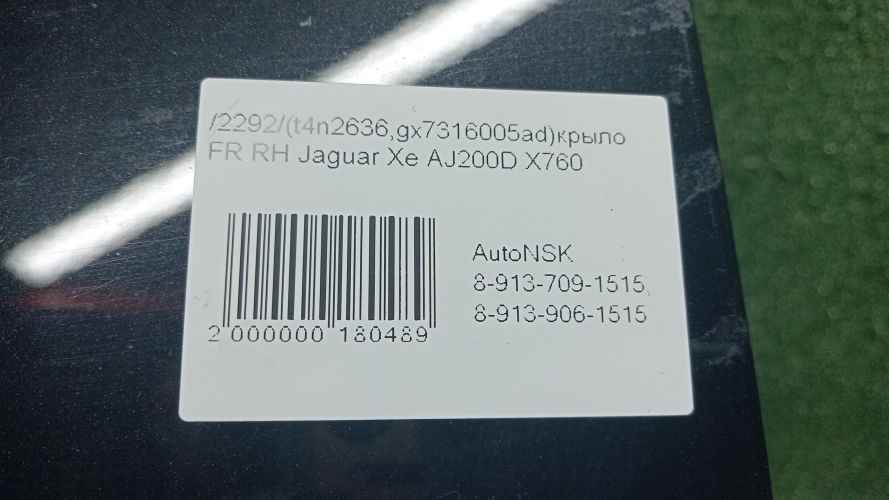 /2292/(t4n2636,gx7316005ad)крыло
FR RH Jaguar Xe AJ200D X760
AutoNSK
8-913-709-1515,
8-913-906-1515
2 000000 180489